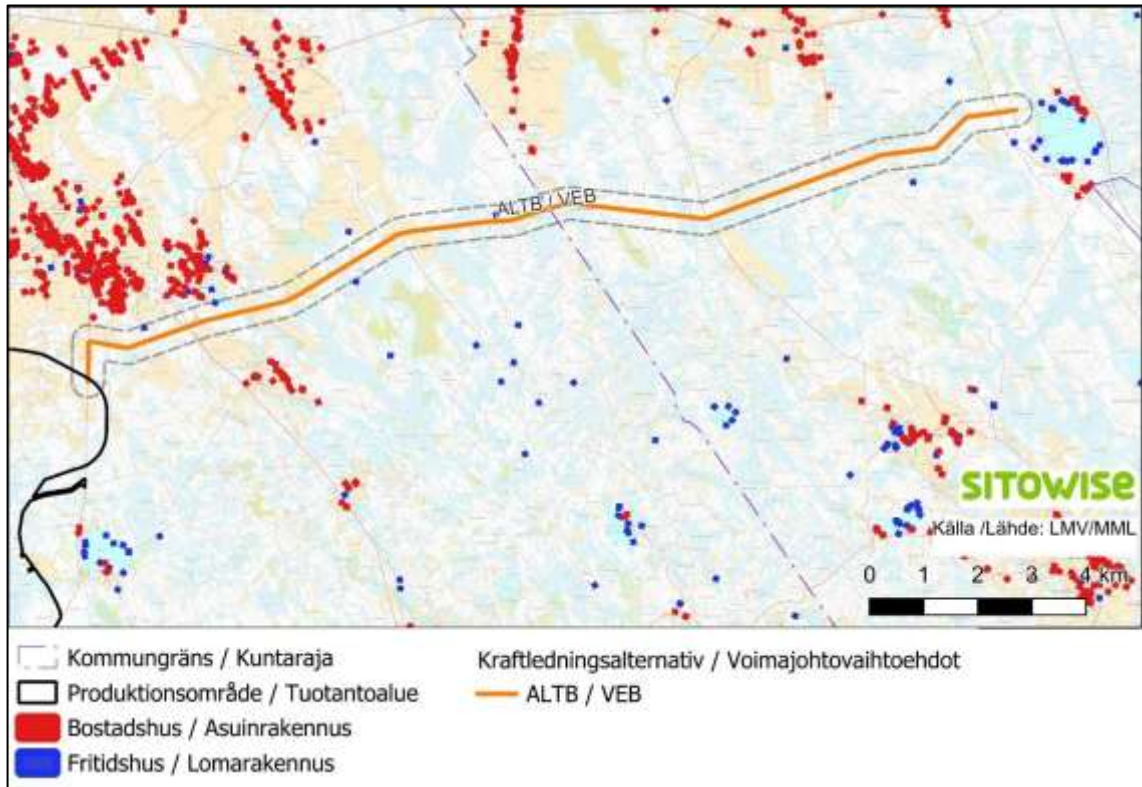 ALTB / VEB
SITOWISE
Källa /Lähde: LMV/MML
0 1 2 3 4 km
Kommungräns / Kuntaraja
Produktionsområde / Tuotantoalue
Bostadshus / Asuinrakennus
Fritidshus / Lomarakennus
Kraftledningsalternativ / Voimajohtovaihtoehdot
ALTB / VEB